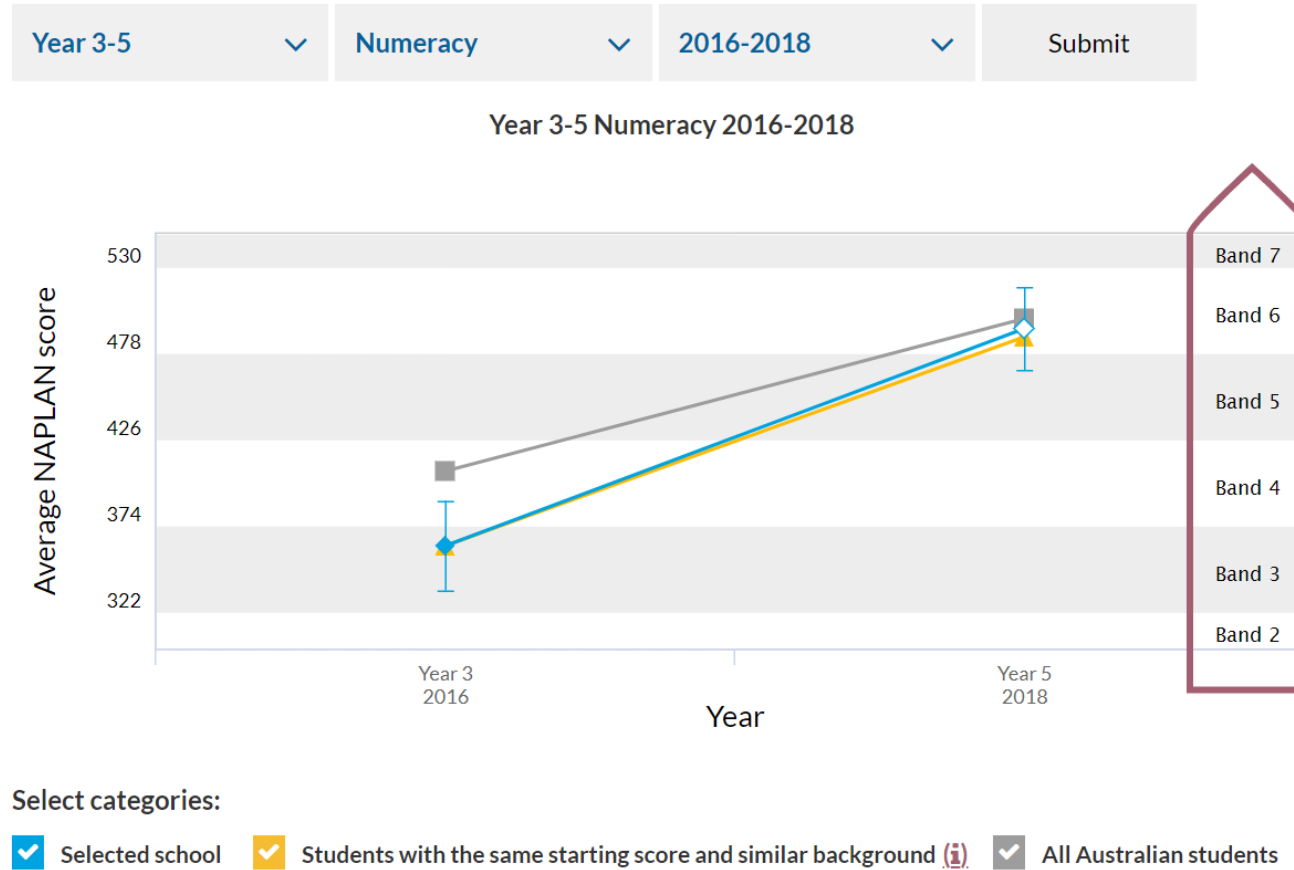 Year 3-5 Numeracy 2016-2018 Submit
Year 3-5 Numeracy 2016-2018
Average NAPLAN score
530
478
426
374
322
Band 7
Band 6
Band 5
Band 4
Band 3
Band 2
Year 3
2016
Year 5
2018
Year
Select categories:
Selected school Students with the same starting score and similar background (i) All Australian students